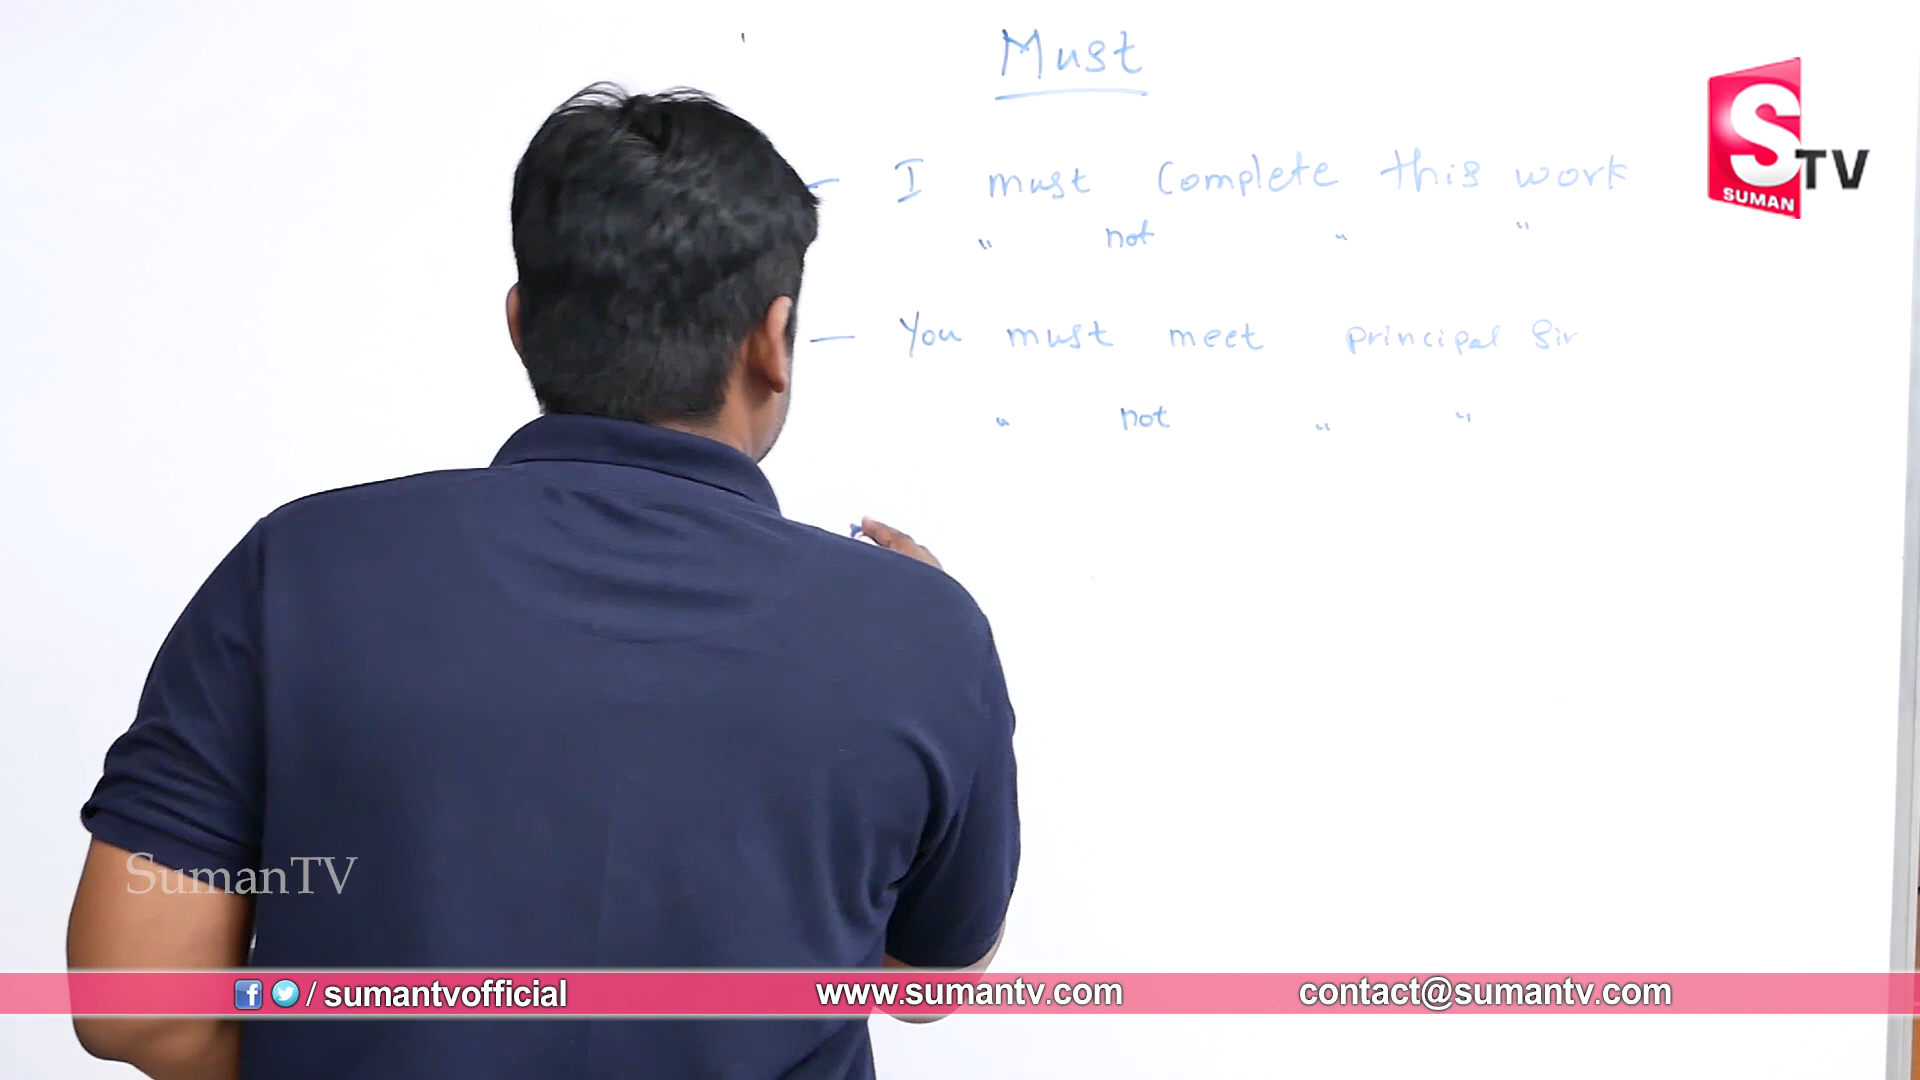 Must
S TV
SUMAN
- I must complete this work
" not " "
- You must meet principal Sir
" not " "
SumanTV
/ sumantvofficial www.sumantv.com contact@sumantv.com